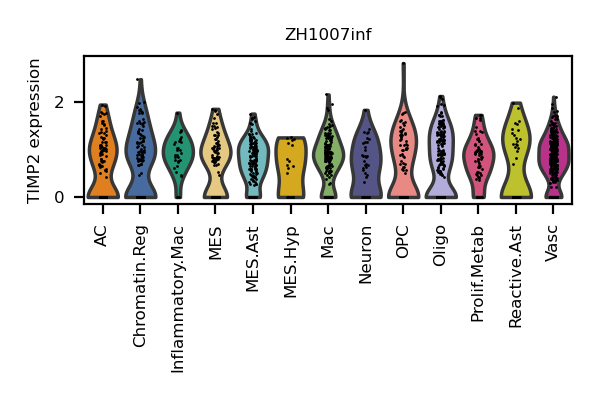 ZH1007inf
TIMP2 expression
2
0
AC
Chromatin.Reg
Inflammatory.Mac
MES
MES.Ast
MES.Hyp
Mac
Neuron
OPC
Oligo
Prolif.Metab
Reactive.Ast
Vasc